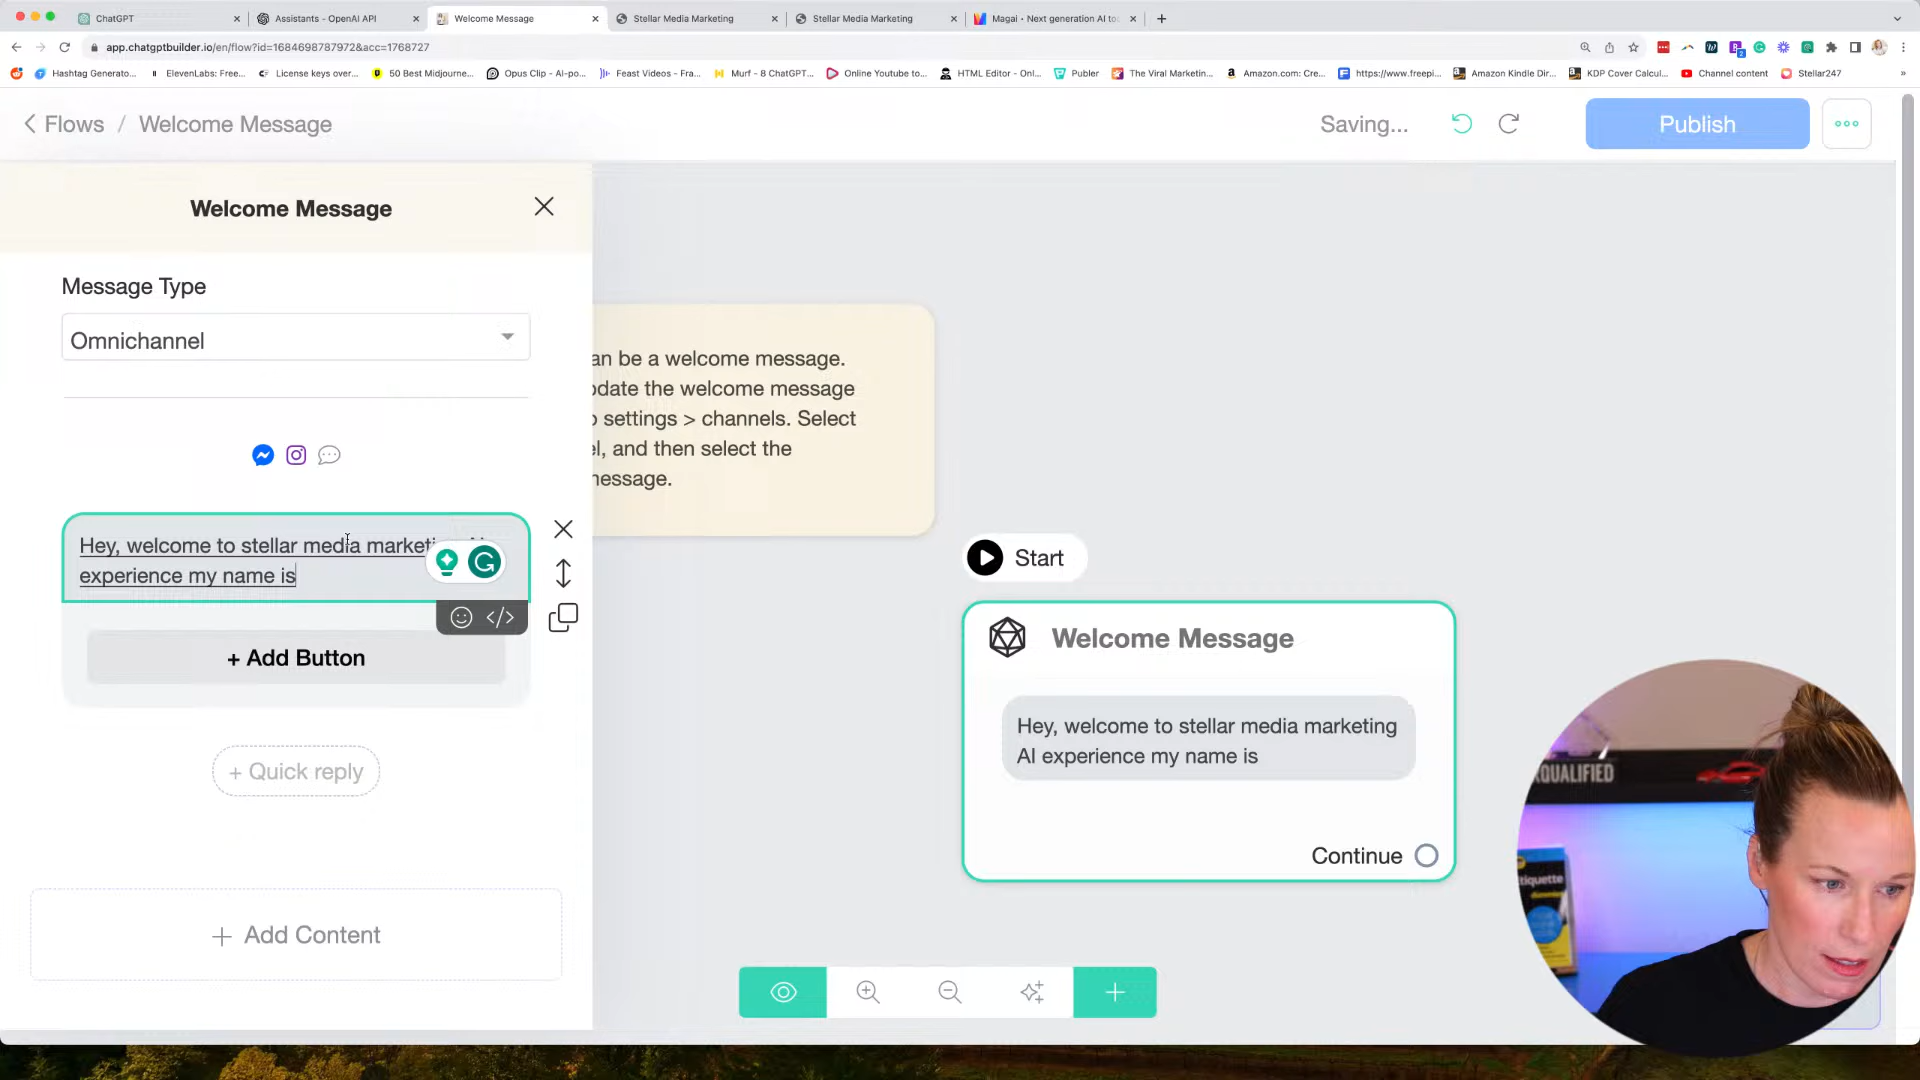 ChatGPT
Assistants - OpenAI API
Welcome Message
Stellar Media Marketing
Stellar Media Marketing
Magai • Next generation AI to
app.chatgptbuilder.io/en/flow?id=1684698787972&acc=1768727
Hashtag Generato...
ElevenLabs: Free...
License keys over...
50 Best Midjourne...
Opus Clip - AI-po...
Feast Videos - Fra...
Murf - 8 ChatGPT...
Online Youtube to...
HTML Editor - Onl...
Publer
The Viral Marketin...
Amazon.com: Cre...
https://www.freepi...
Amazon Kindle Dir...
KDP Cover Calcul...
Channel content
Stellar247
»
Flows / Welcome Message
Saving...
Publish
Welcome Message
Message Type
Omnichannel
Hey, welcome to stellar media marketi
experience my name is
+ Add Button
+ Quick reply
+ Add Content
an be a welcome message.
pdate the welcome message
o settings > channels. Select
el, and then select the
nessage.
Start
Welcome Message
Hey, welcome to stellar media marketing
AI experience my name is
Continue
QUALIFIED
tiquette